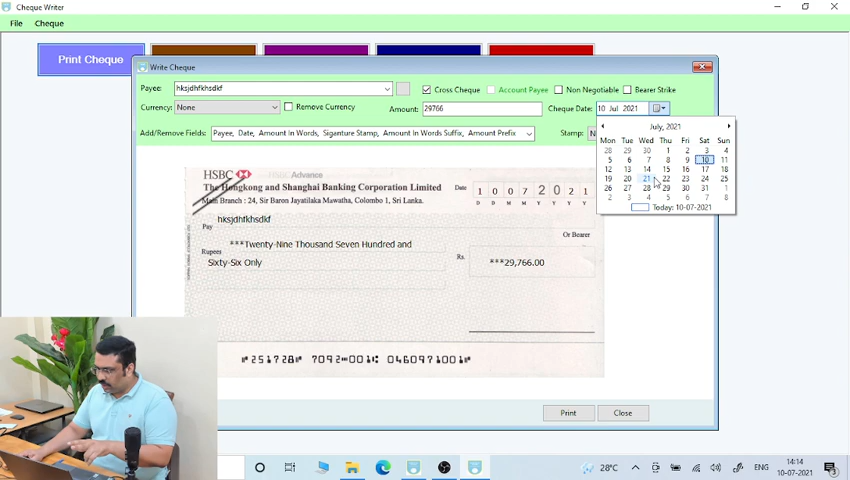 Cheque Writer
File Cheque
Print Cheque
Write Cheque
Payee: hksjdhfkhsdkf Cross Cheque Account Payee Non Negotiable Bearer Strike
Currency: None Remove Currency Amount: 29766 Cheque Date: 10 Jul 2021
Add/Remove Fields: Payee, Date, Amount In Words, Siganture Stamp, Amount In Words Suffix, Amount Prefix Stamp: N
July, 2021
Mon Tue Wed Thu Fri Sat Sun
28 29 30 1 2 3 4
5 6 7 8 9 10 11
12 13 14 15 16 17 18
19 20 21 22 23 24 25
26 27 28 29 30 31 1
2 3 4 5 6 7 8
Today: 10-07-2021
HSBC Advance
The Hongkong and Shanghai Banking Corporation Limited
Main Branch : 24, Sir Baron Jayatilaka Mawatha, Colombo 1, Sri Lanka.
Date 1 0 0 7 2 0 2 1
D D M M Y Y Y Y
hksjdhfkhsdkf
Pay
Or Bearer
***Twenty-Nine Thousand Seven Hundred and
Rupees
Sixty-Six Only
Rs. ***29,766.00
⑈251728⑈ 7092⑉001⑆ 046097100⑈
Print Close
28°C ENG 14:14
10-07-2021
3